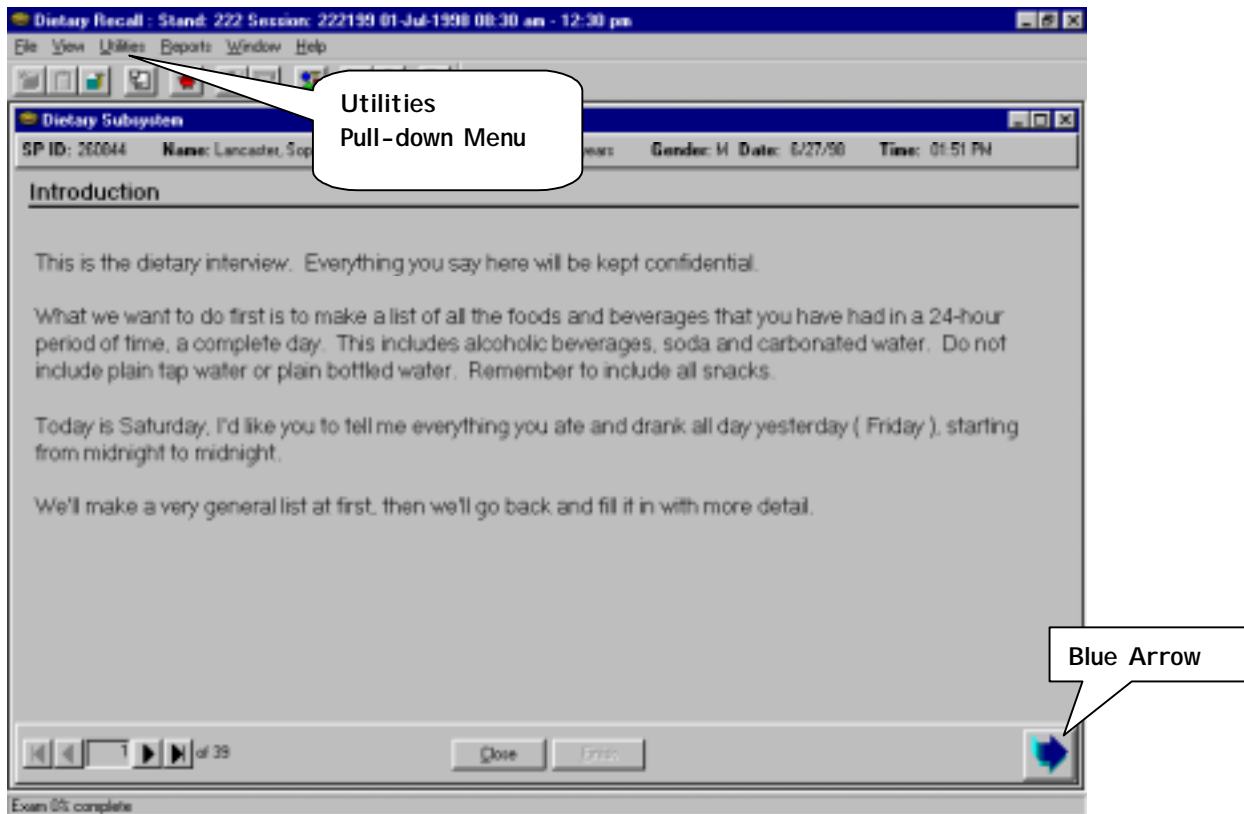 Dietary Recall : Stand: 222 Session: 222199 01-Jul-1998 08:30 am - 12:30 pm
File View Utilities Reports Window Help
Utilities
Pull-down Menu
Dietary Subsystem
SP ID: 260044 Name: Lancaster, Sop years Gender: M Date: 6/27/98 Time: 01:51 PM
Introduction
This is the dietary interview. Everything you say here will be kept confidential.
What we want to do first is to make a list of all the foods and beverages that you have had in a 24-hour
period of time, a complete day. This includes alcoholic beverages, soda and carbonated water. Do not
include plain tap water or plain bottled water. Remember to include all snacks.
Today is Saturday, I'd like you to tell me everything you ate and drank all day yesterday ( Friday ), starting
from midnight to midnight.
We'll make a very general list at first, then we'll go back and fill it in with more detail.
Blue Arrow
1 of 39 Close Finish
Exam 0% complete